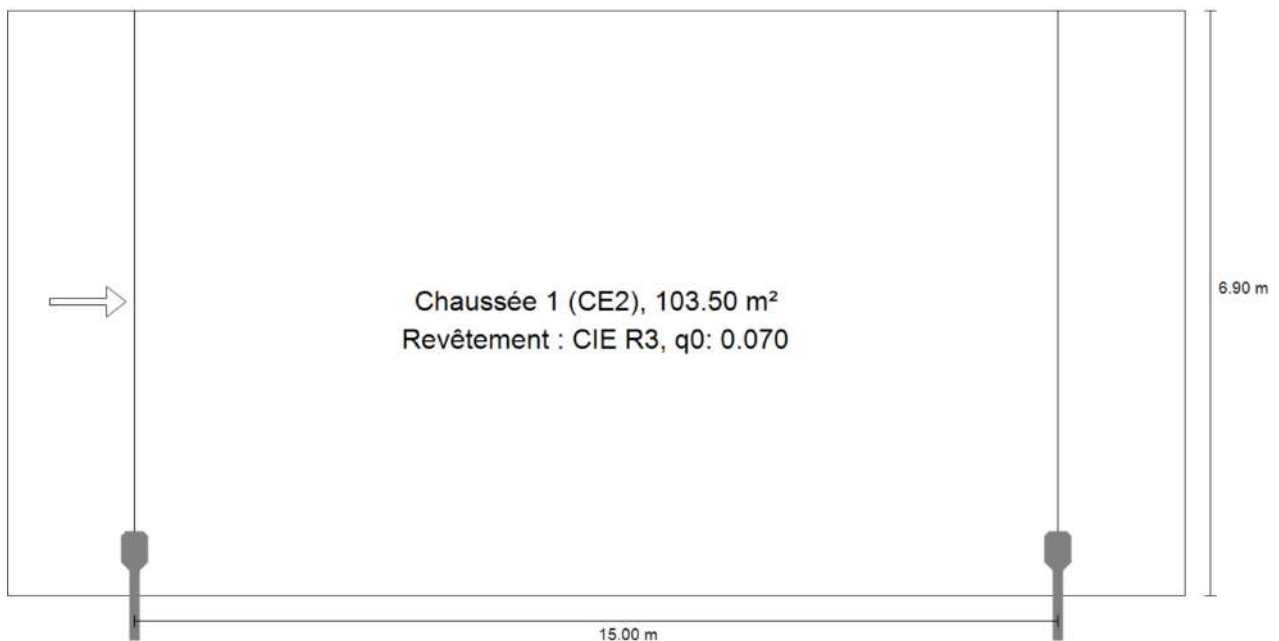 Chaussée 1 (CE2), 103.50 m²
Revêtement : CIE R3, q0: 0.070
6.90 m
15.00 m